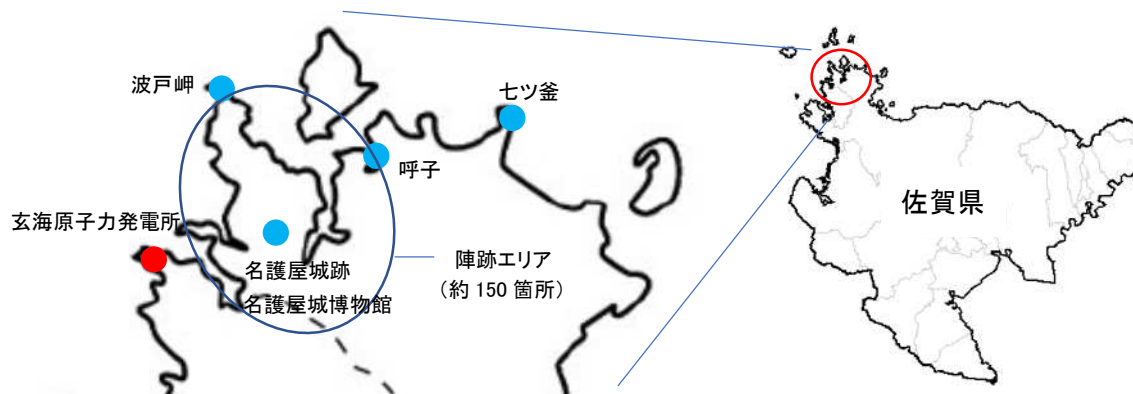 波戸岬
七ツ釜
呼子
玄海原子力発電所
名護屋城跡
名護屋城博物館
陣跡エリア
（約 150 箇所）
佐賀県